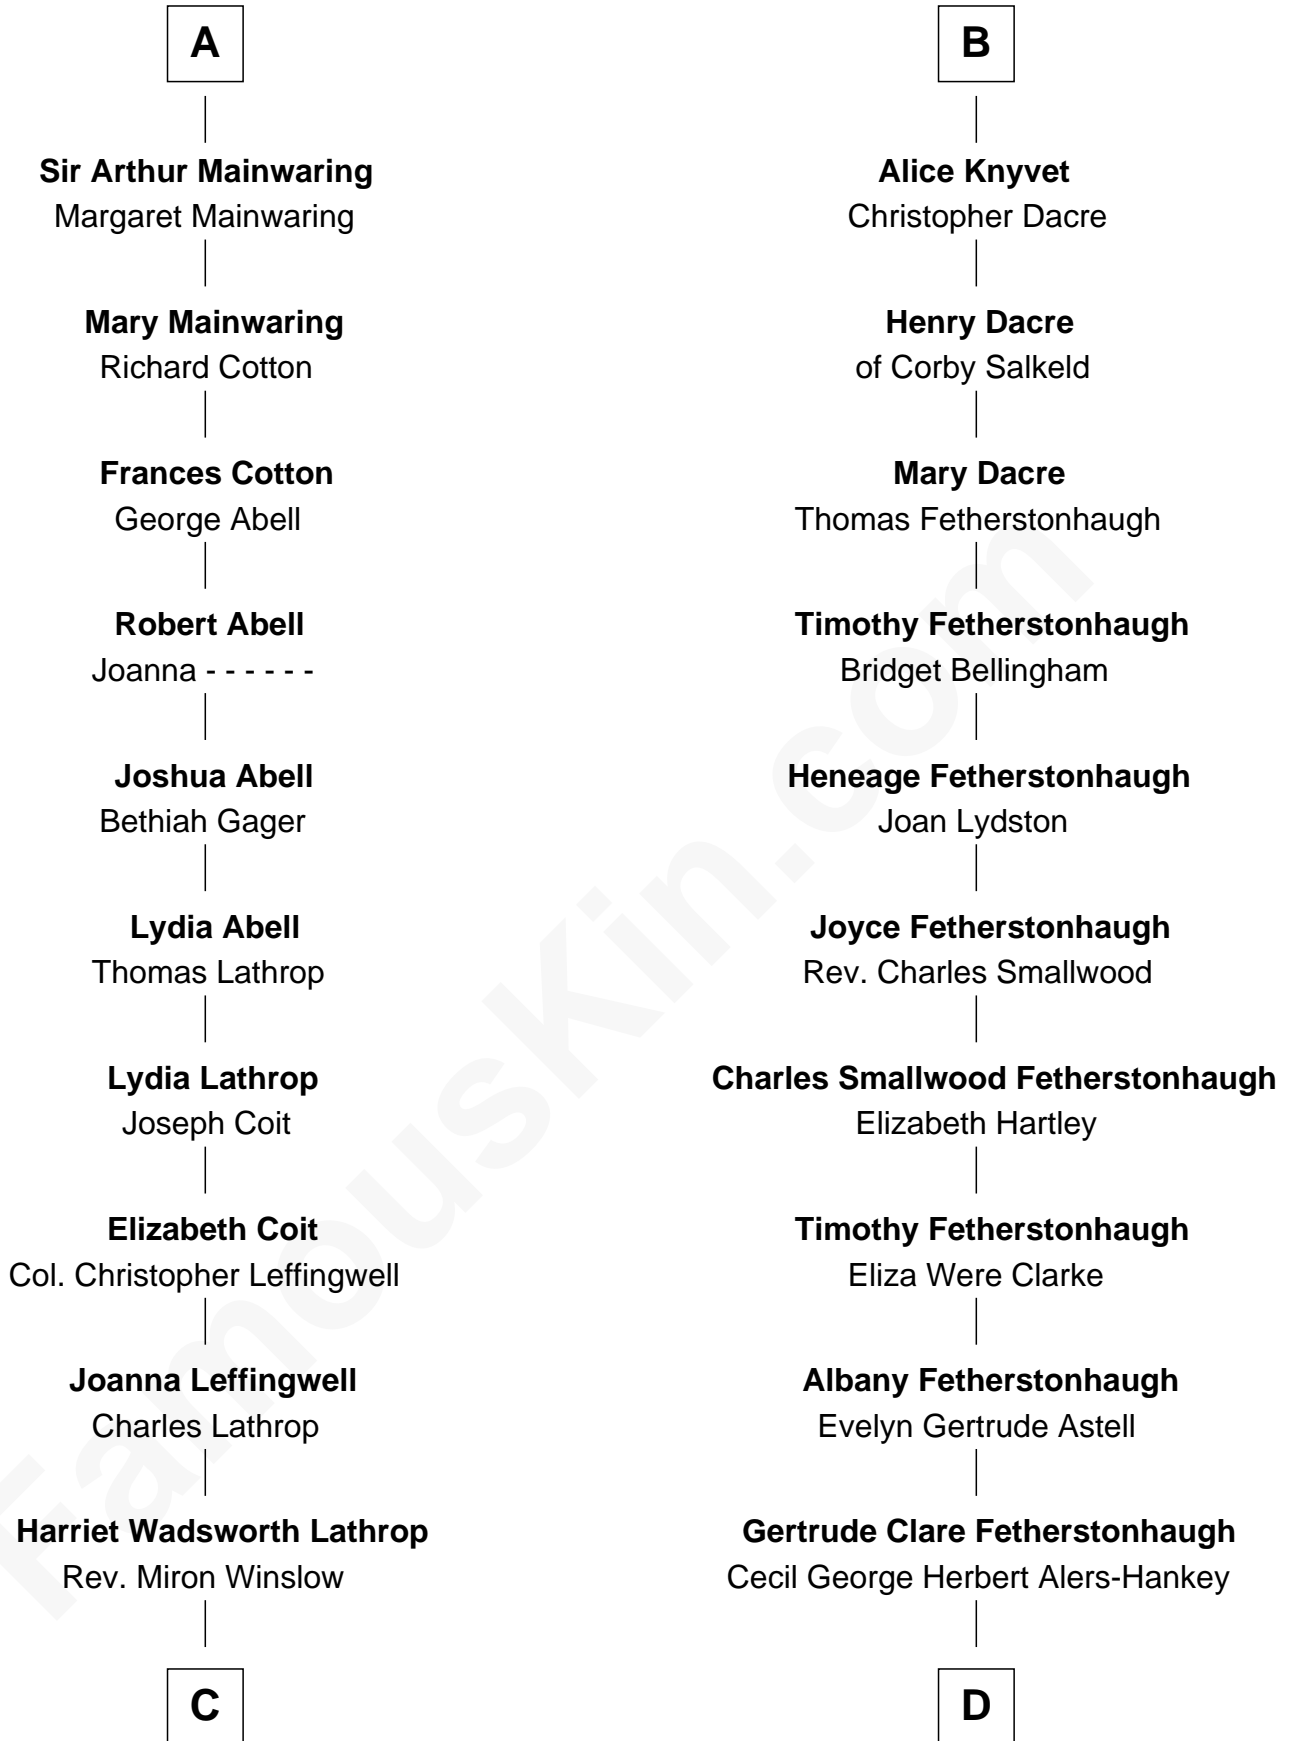 A
Sir Arthur Mainwaring
Margaret Mainwaring
Mary Mainwaring
Richard Cotton
Frances Cotton
George Abell
Robert Abell
Joanna - - - - - -
Joshua Abell
Bethiah Gager
Lydia Abell
Thomas Lathrop
Lydia Lathrop
Joseph Coit
Elizabeth Coit
Col. Christopher Leffingwell
Joanna Leffingwell
Charles Lathrop
Harriet Wadsworth Lathrop
Rev. Miron Winslow
C
B
Alice Knyvet
Christopher Dacre
Henry Dacre
of Corby Salkeld
Mary Dacre
Thomas Fetherstonhaugh
Timothy Fetherstonhaugh
Bridget Bellingham
Heneage Fetherstonhaugh
Joan Lydston
Joyce Fetherstonhaugh
Rev. Charles Smallwood
Charles Smallwood Fetherstonhaugh
Elizabeth Hartley
Timothy Fetherstonhaugh
Eliza Were Clarke
Albany Fetherstonhaugh
Evelyn Gertrude Astell
Gertrude Clare Fetherstonhaugh
Cecil George Herbert Alers-Hankey
D
FamousKin.com